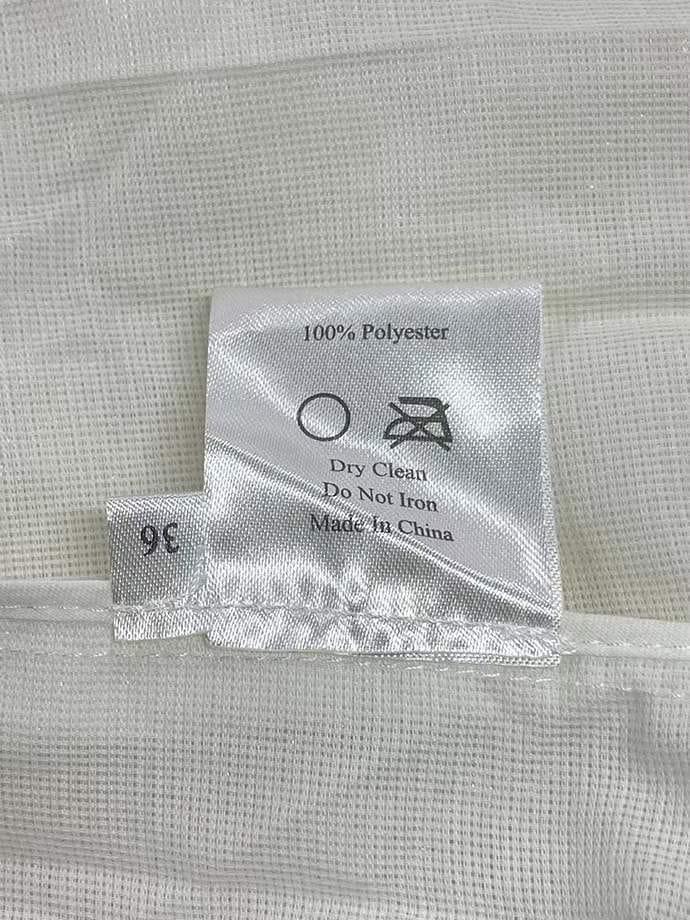 100% Polyester
Dry Clean
Do Not Iron
Made In China
36